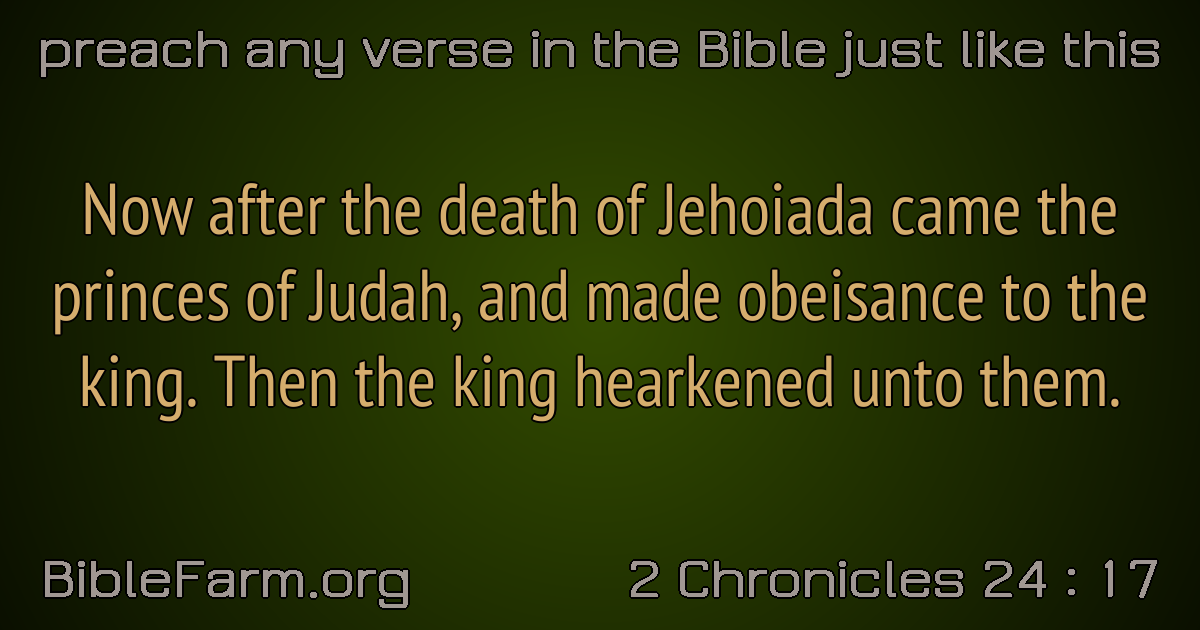 preach any verse in the Bible just like this
Now after the death of Jehoiada came the
princes of Judah, and made obeisance to the
king. Then the king hearkened unto them.
BibleFarm.org
2 Chronicles 24 : 17